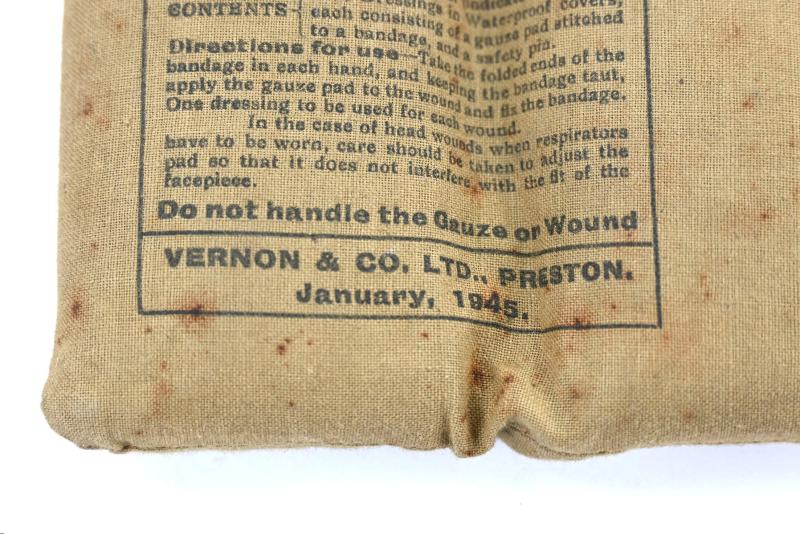 Dressings in Waterproof covers,
CONTENTS { each consisting of a gauze pad stitched
to a bandage, and a safety pin.
Directions for use—Take the folded ends of the
bandage in each hand, and keeping the bandage taut,
apply the gauze pad to the wound and fix the bandage.
One dressing to be used for each wound.
In the case of head wounds when respirators
have to be worn, care should be taken to adjust the
pad so that it does not interfere with the fit of the
facepiece.
Do not handle the Gauze or Wound
VERNON & CO. LTD., PRESTON.
January, 1945.